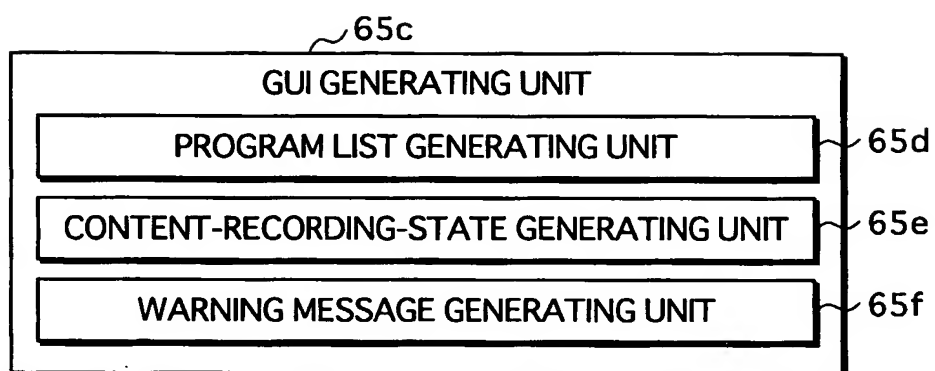 65c
GUI GENERATING UNIT
PROGRAM LIST GENERATING UNIT
65d
CONTENT-RECORDING-STATE GENERATING UNIT
65e
WARNING MESSAGE GENERATING UNIT
65f